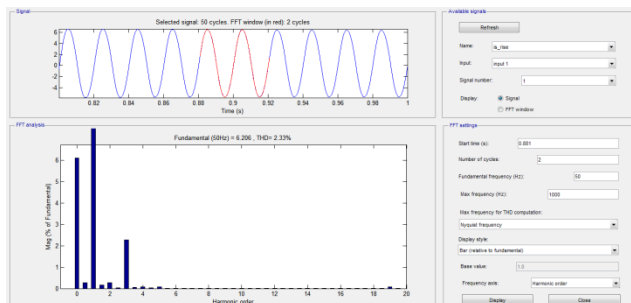 Signal
Selected signal: 50 cycles. FFT window (in red): 2 cycles
6
4
2
0
-2
-4
0.82 0.84 0.86 0.88 0.9 0.92 0.94 0.96 0.98 1
Time (s)
FFT analysis
Fundamental (50Hz) = 6.206 , THD= 2.33%
Mag (% of Fundamental)
6
5
4
3
2
1
0
0 2 4 6 8 10 12 14 16 18 20
Harmonic order
Available signals
Refresh
Name:
Input:
input 1
Signal number:
1
Display:
Signal
FFT window
FFT settings
Start time (s):
0.801
Number of cycles:
2
Fundamental frequency (Hz):
50
Max frequency (Hz):
1000
Max frequency for THD computation:
Nyquist frequency
Display style:
Bar (relative to fundamental)
Base value:
1.0
Frequency axis:
Harmonic order
Display
Close